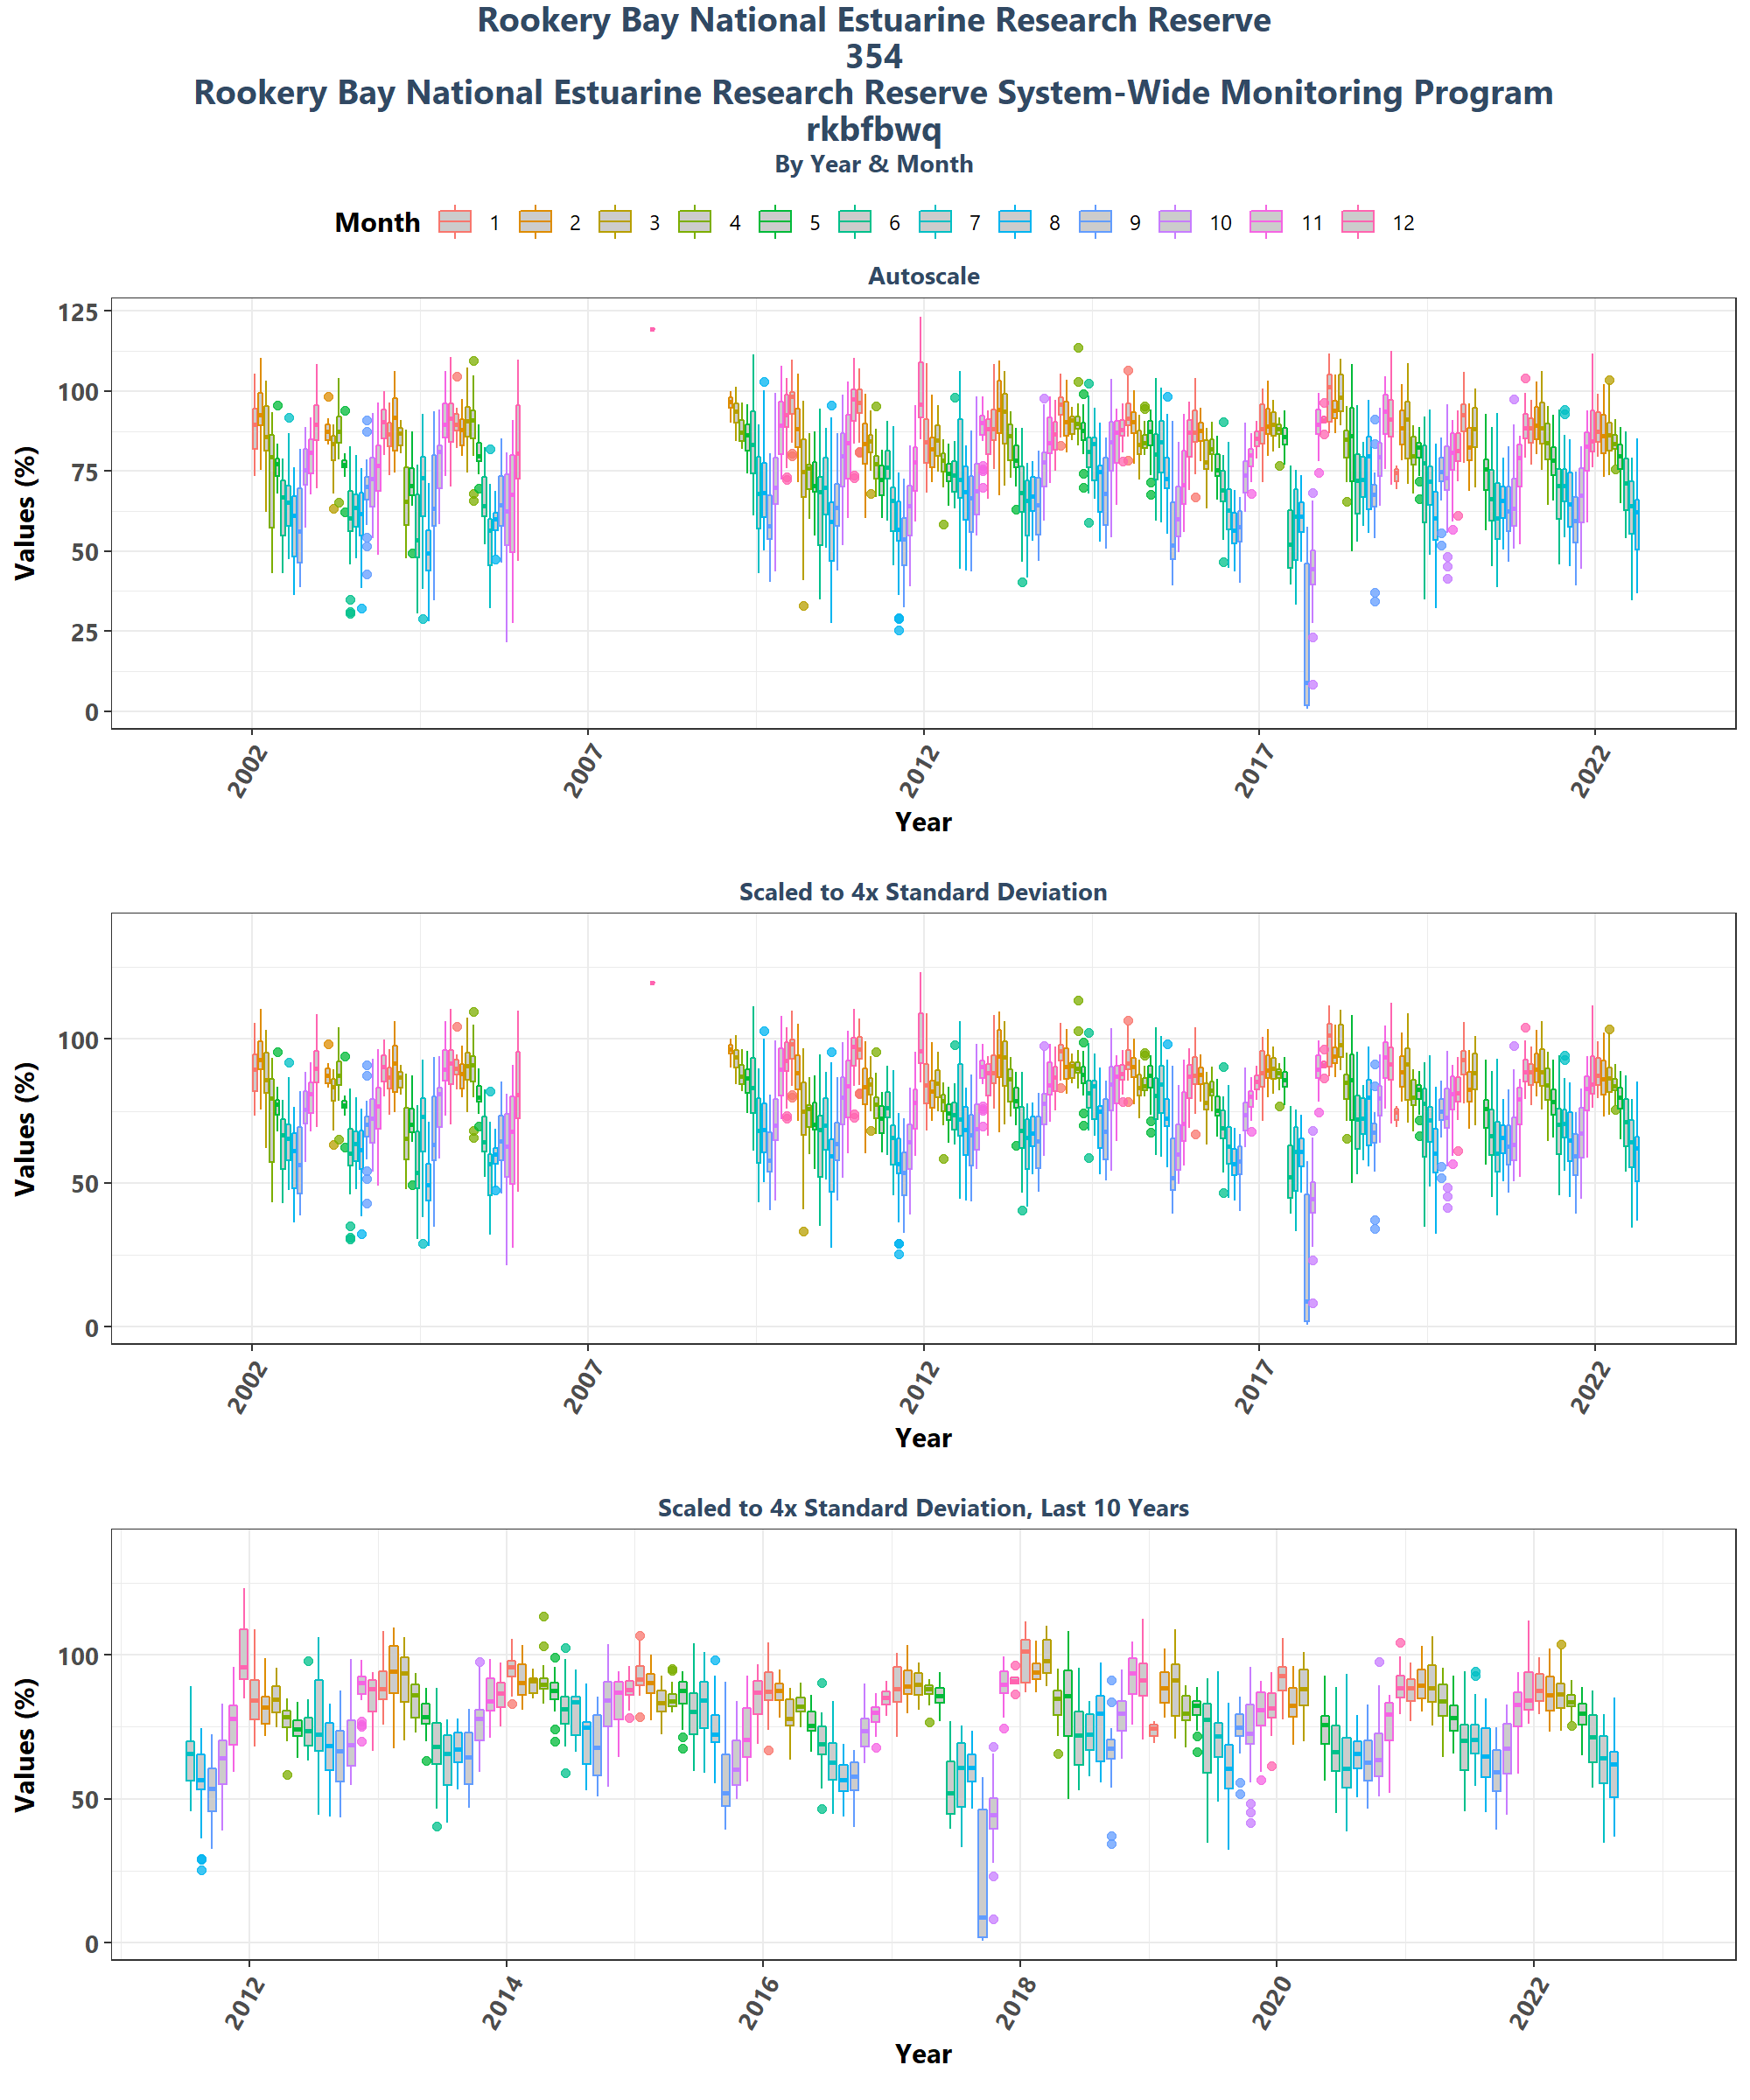 Rookery Bay National Estuarine Research Reserve
354
Rookery Bay National Estuarine Research Reserve System-Wide Monitoring Program
rkbfbwq
By Year & Month
Month 1 2 3 4 5 6 7 8 9 10 11 12
Autoscale
Values (%)
125
100
75
50
25
0
2002 2007 2012 2017 2022
Year
Scaled to 4x Standard Deviation
Values (%)
100
50
0
2002 2007 2012 2017 2022
Year
Scaled to 4x Standard Deviation, Last 10 Years
Values (%)
100
50
0
2012 2014 2016 2018 2020 2022
Year